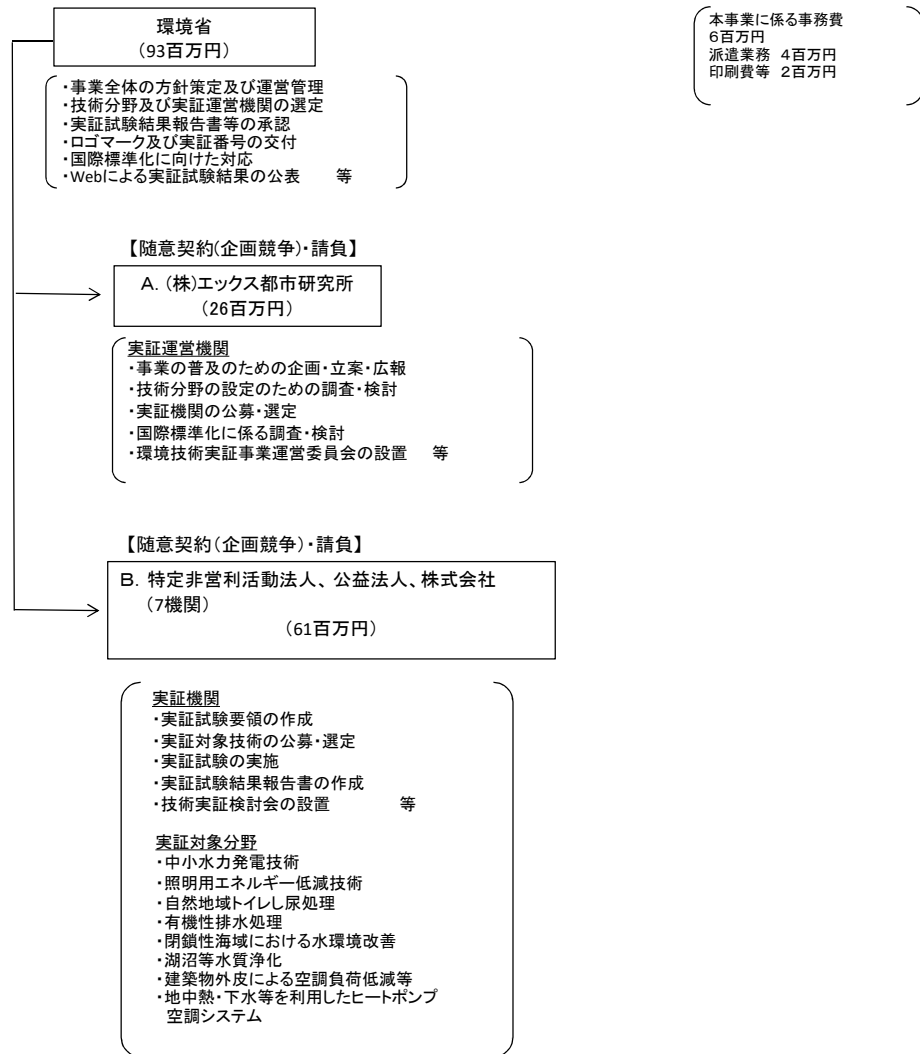 環境省
(93百万円)
本事業に係る事務費
6百万円
派遣業務 4百万円
印刷費等 2百万円
・事業全体の方針策定及び運営管理
・技術分野及び実証運営機関の選定
・実証試験結果報告書等の承認
・ロゴマーク及び実証番号の交付
・国際標準化に向けた対応
・Webによる実証試験結果の公表 等
【随意契約(企画競争)・請負】
A. (株)エックス都市研究所
(26百万円)
実証運営機関
・事業の普及のための企画・立案・広報
・技術分野の設定のための調査・検討
・実証機関の公募・選定
・国際標準化に係る調査・検討
・環境技術実証事業運営委員会の設置 等
【随意契約(企画競争)・請負】
B. 特定非営利活動法人、公益法人、株式会社
(7機関)
(61百万円)
実証機関
・実証試験要領の作成
・実証対象技術の公募・選定
・実証試験の実施
・実証試験結果報告書の作成
・技術実証検討会の設置 等
実証対象分野
・中小水力発電技術
・照明用エネルギー低減技術
・自然地域トイレし尿処理
・有機性排水処理
・閉鎖性海域における水環境改善
・湖沼等水質浄化
・建築物外皮による空調負荷低減等
・地中熱・下水等を利用したヒートポンプ
空調システム